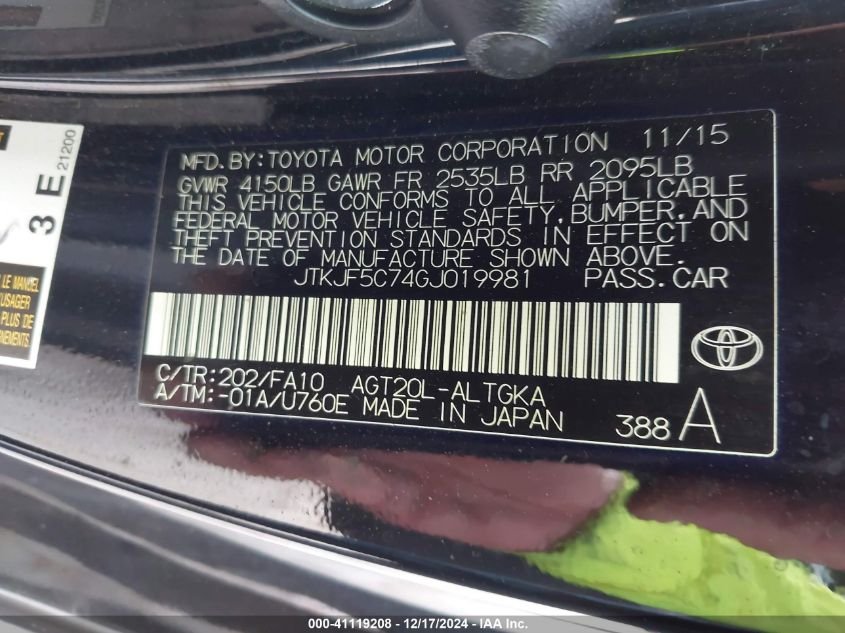 MFD. BY: TOYOTA MOTOR CORPORATION 11/15
GVWR 4150LB GAWR FR 2535LB RR 2095LB
THIS VEHICLE CONFORMS TO ALL APPLICABLE
FEDERAL MOTOR VEHICLE SAFETY, BUMPER, AND
THEFT PREVENTION STANDARDS IN EFFECT ON
THE DATE OF MANUFACTURE SHOWN ABOVE.
JTKJF5C74GJ019981 PASS.CAR
C/TR:202/FA10 AGT20L-ALTGKA
A/TM:-01A/U760E MADE IN JAPAN
388 A
3 E
21200
LE MANUEL
USAGER
PLUS DE
000-41119208 - 12/17/2024 - IAA Inc.